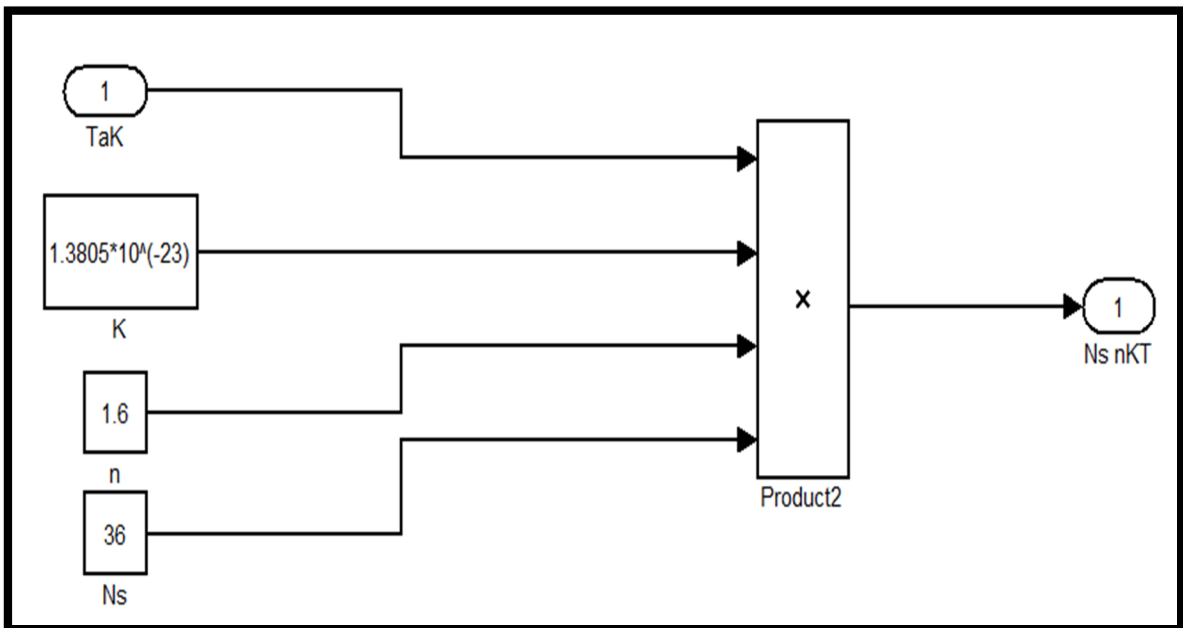 1
TaK
1.3805*10^(-23)
K
1.6
n
36
Ns
×
Product2
1
Ns nKT